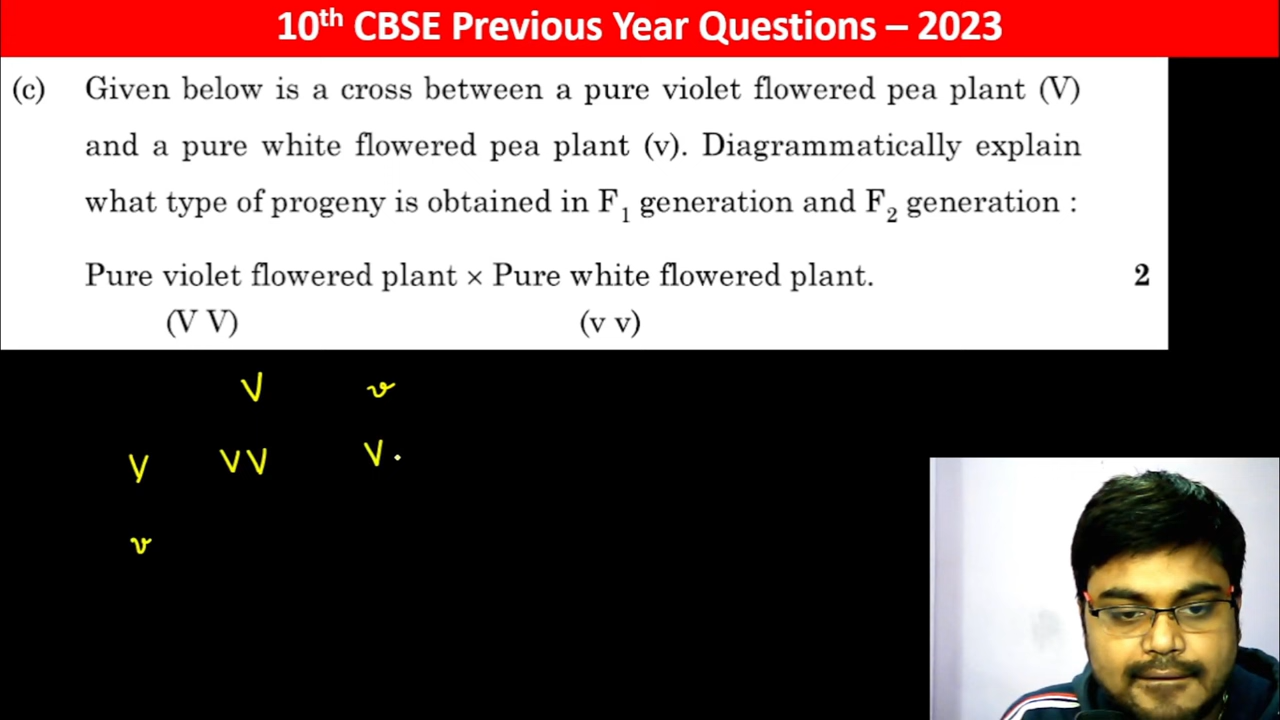 10th CBSE Previous Year Questions – 2023
(c) Given below is a cross between a pure violet flowered pea plant (V)
and a pure white flowered pea plant (v). Diagrammatically explain
what type of progeny is obtained in F₁ generation and F₂ generation :
Pure violet flowered plant × Pure white flowered plant. 2
(V V) (v v)
V v
V VV V.
v